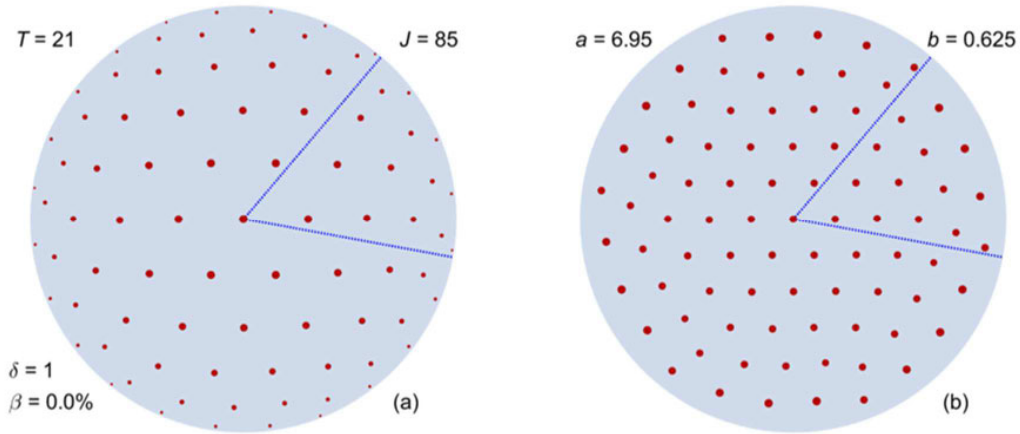 T = 21
J = 85
δ = 1
β = 0.0%
(a)
a = 6.95
b = 0.625
(b)